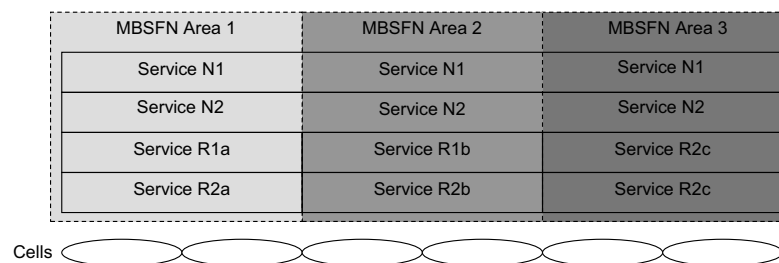 MBSFN Area 1 MBSFN Area 2 MBSFN Area 3
Service N1 Service N1 Service N1
Service N2 Service N2 Service N2
Service R1a Service R1b Service R2c
Service R2a Service R2b Service R2c
Cells